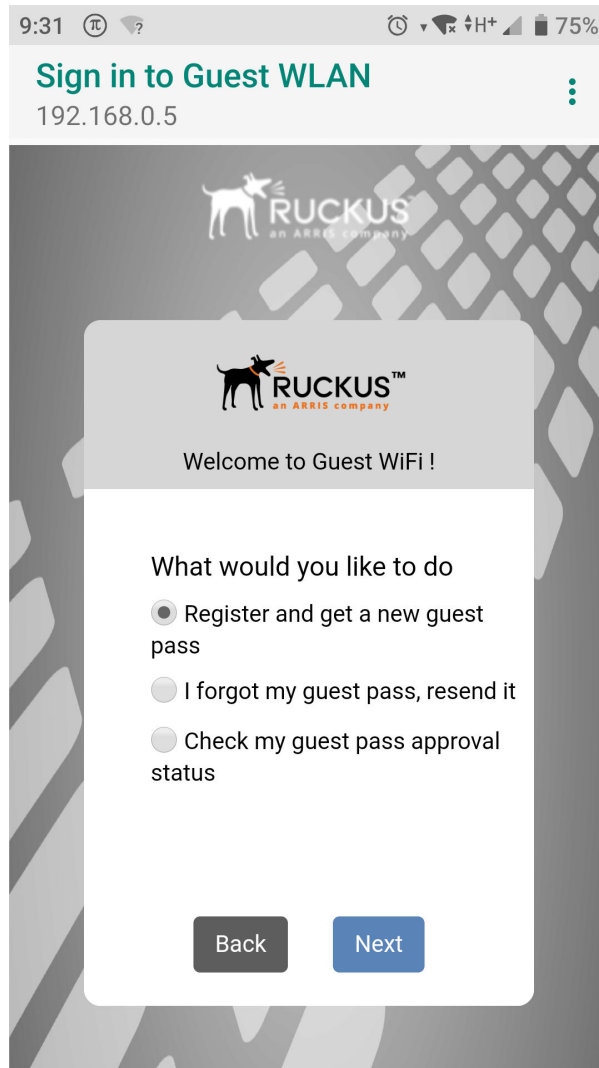 9:31 H+ 75%
Sign in to Guest WLAN
192.168.0.5
RUCKUS
an ARRIS company
RUCKUS™
an ARRIS company
Welcome to Guest WiFi !
What would you like to do
Register and get a new guest
pass
I forgot my guest pass, resend it
Check my guest pass approval
status
Back Next